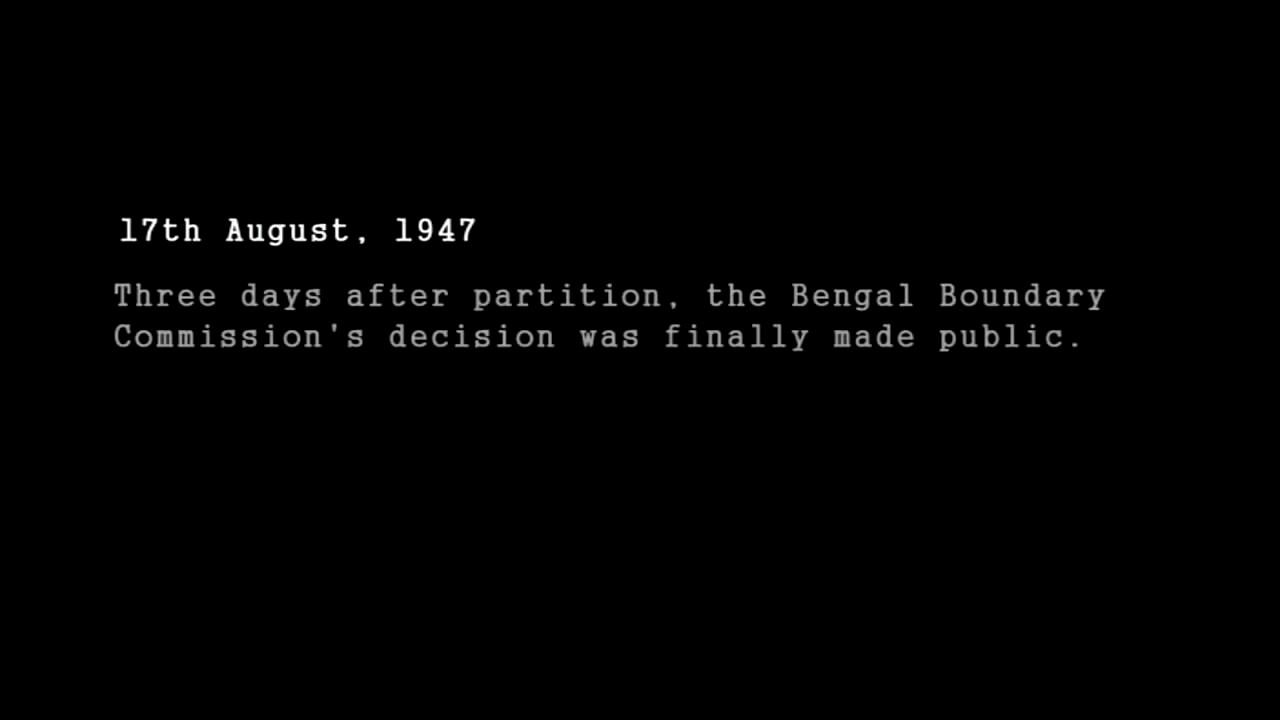 17th August, 1947
Three days after partition, the Bengal Boundary
Commission's decision was finally made public.